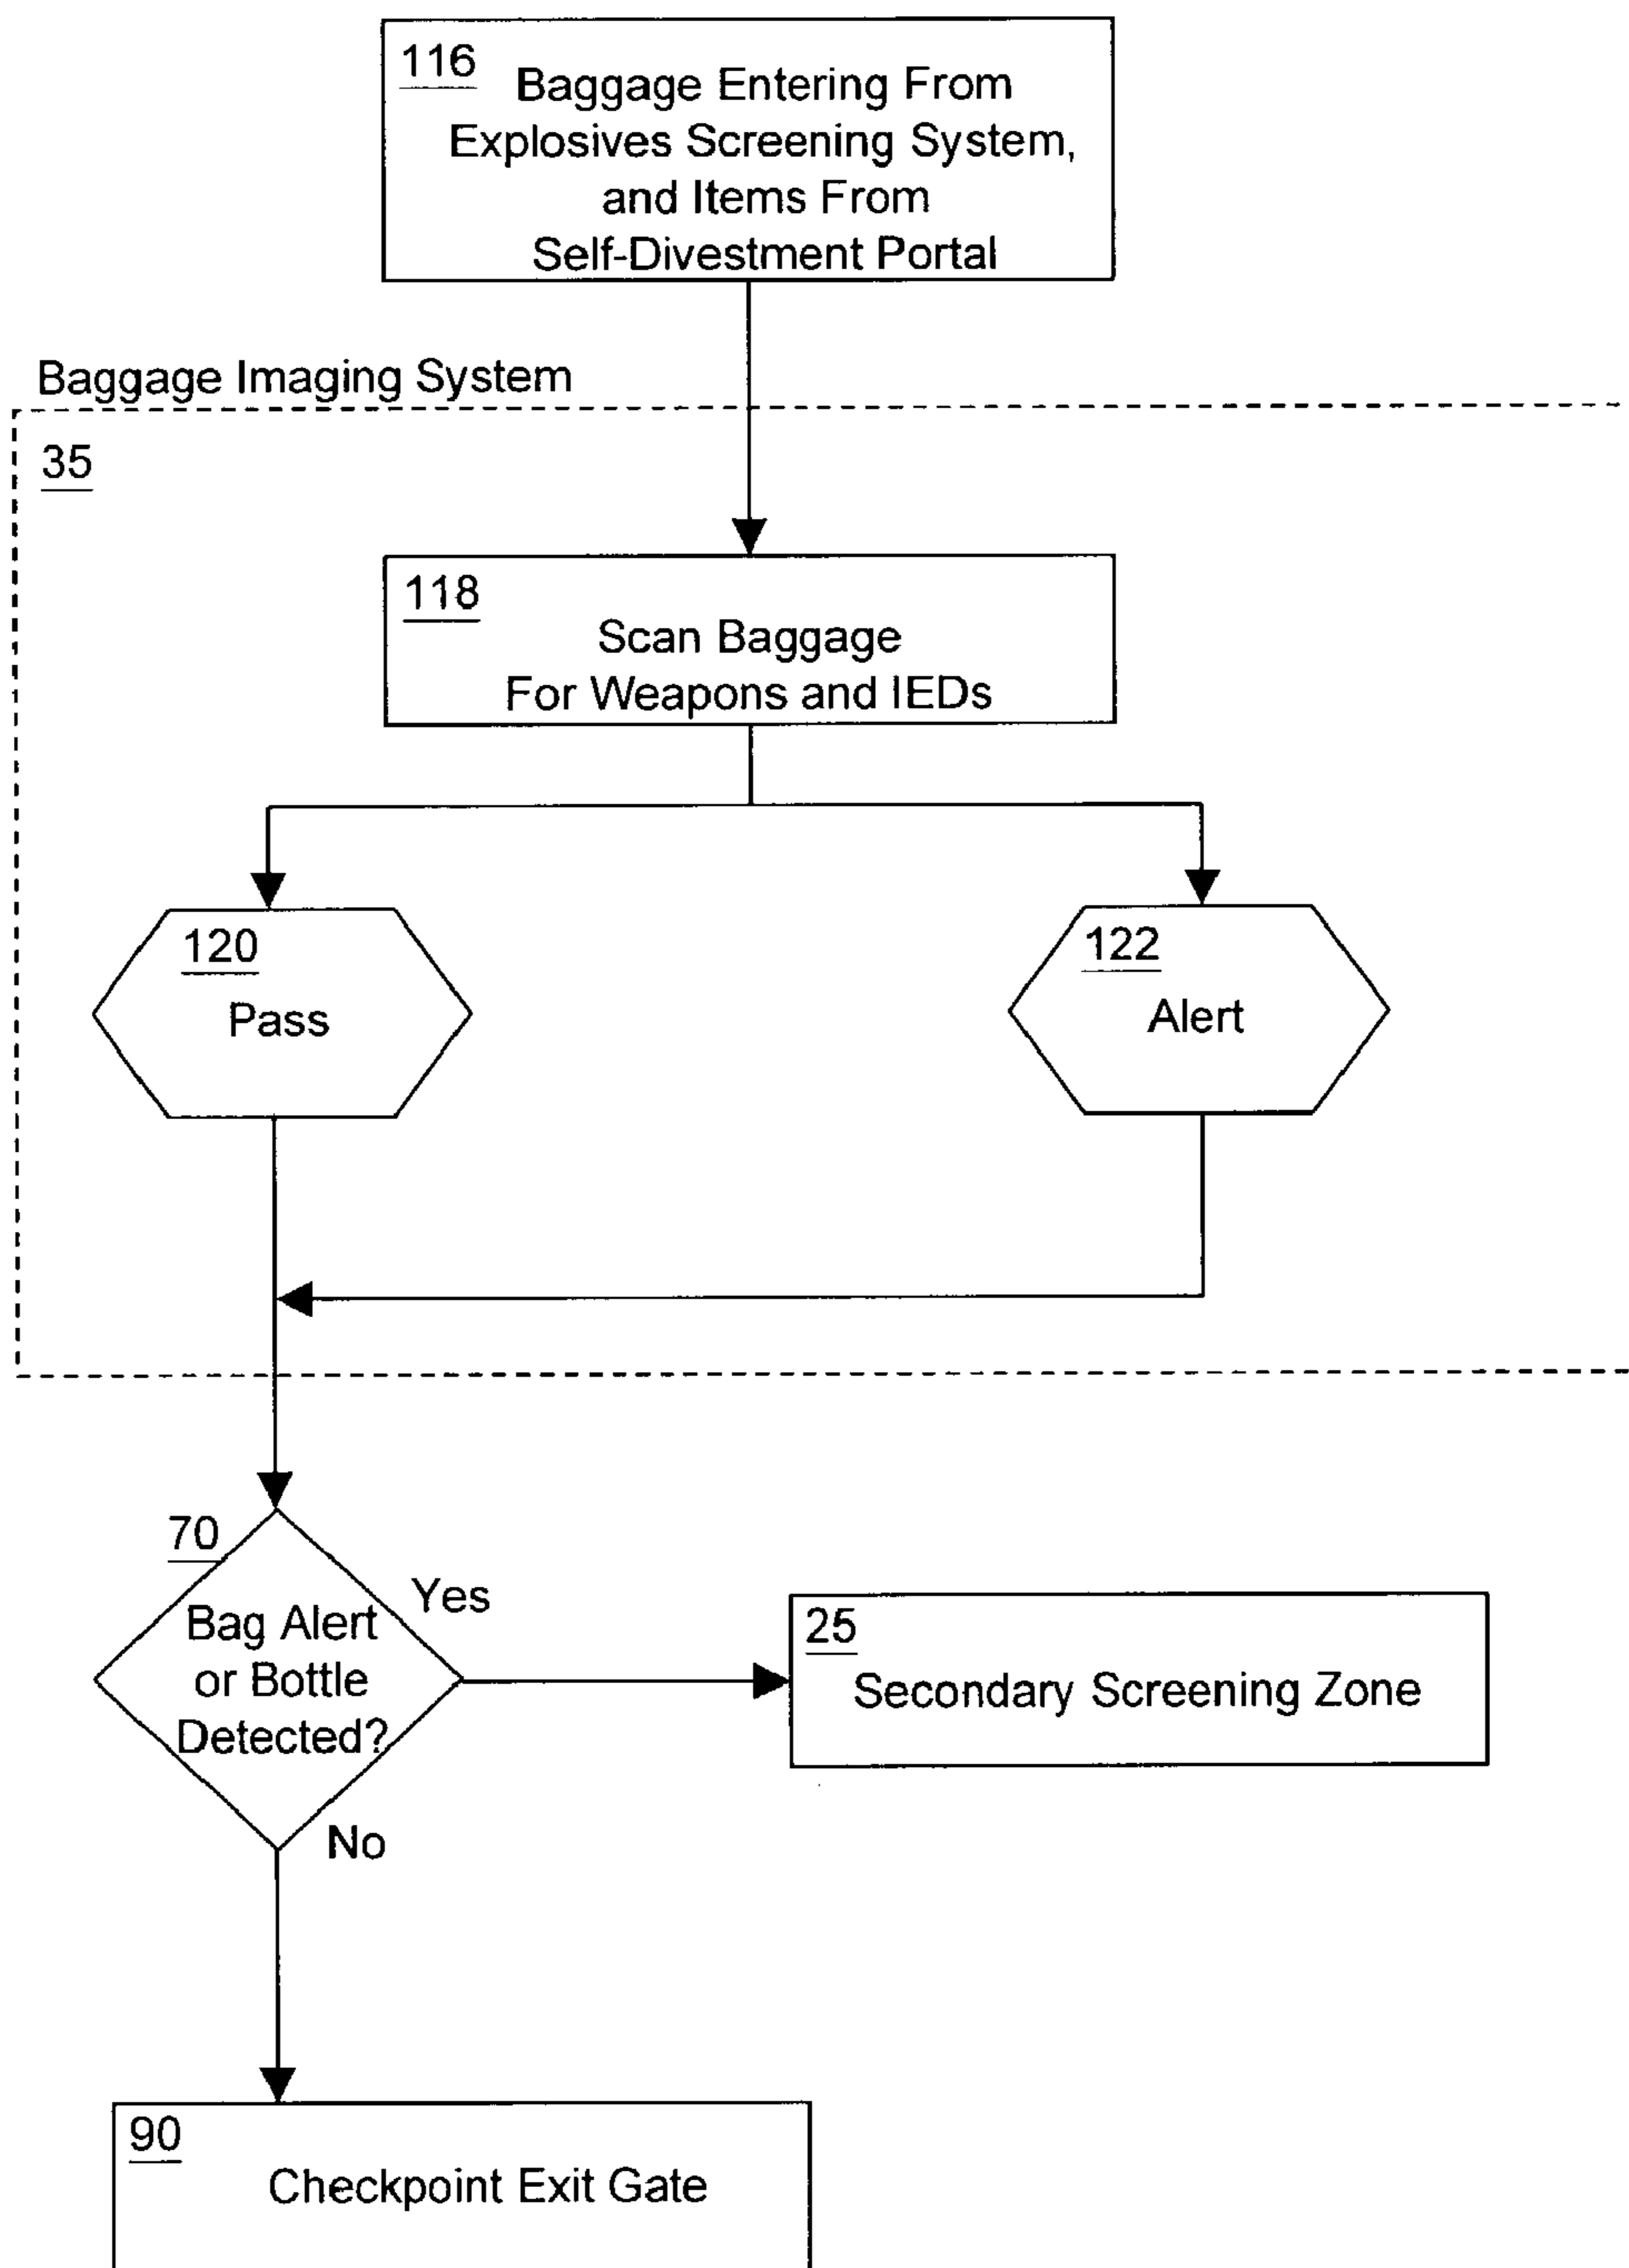 116
Baggage Entering From
Explosives Screening System,
and Items From
Self-Divestment Portal
Baggage Imaging System
35
118
Scan Baggage
For Weapons and IEDs
120
Pass
122
Alert
70
Bag Alert
or Bottle
Detected?
Yes
25
Secondary Screening Zone
No
90
Checkpoint Exit Gate